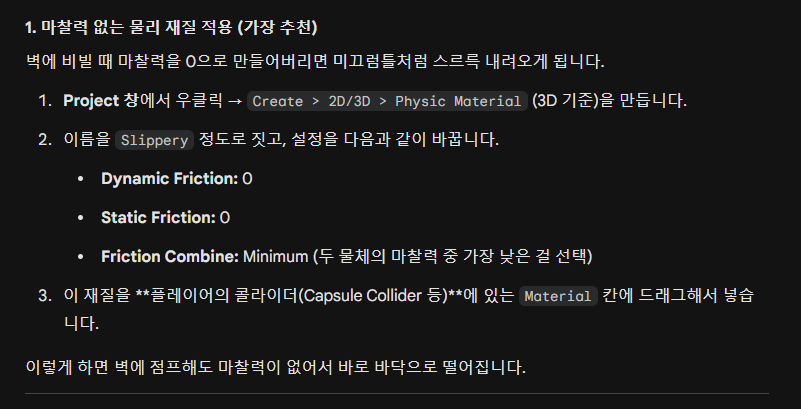 1. 마찰력 없는 물리 재질 적용 (가장 추천)
벽에 비빌 때 마찰력을 0으로 만들어버리면 미끄럼틀처럼 스르륵 내려오게 됩니다.
1. Project 창에서 우클릭 → Create > 2D/3D > Physic Material (3D 기준)을 만듭니다.
2. 이름을 Slippery 정도로 짓고, 설정을 다음과 같이 바꿉니다.
• Dynamic Friction: 0
• Static Friction: 0
• Friction Combine: Minimum (두 물체의 마찰력 중 가장 낮은 걸 선택)
3. 이 재질을 **플레이어의 콜라이더(Capsule Collider 등)**에 있는 Material 칸에 드래그해서 넣습
니다.
이렇게 하면 벽에 점프해도 마찰력이 없어서 바로 바닥으로 떨어집니다.